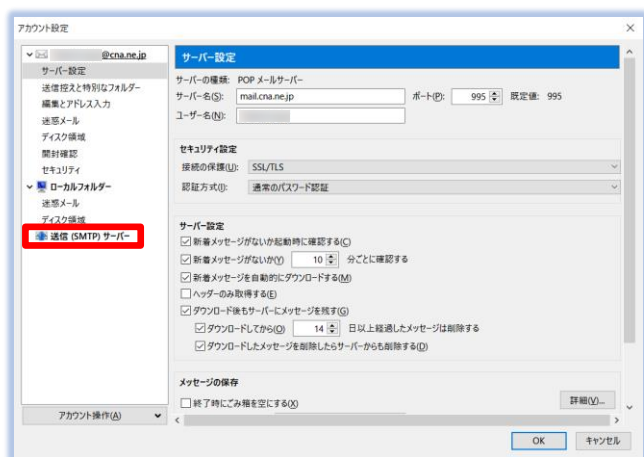 アカウント設定
@cna.ne.jp
サーバー設定
送信控えと特別なフォルダー
編集とアドレス入力
迷惑メール
ディスク領域
開封確認
セキュリティ
ローカルフォルダー
迷惑メール
ディスク領域
送信 (SMTP) サーバー
アカウント操作(A)
サーバー設定
サーバーの種類: POP メールサーバー
サーバー名(S): mail.cna.ne.jp ポート(P): 995 既定値: 995
ユーザー名(N):
セキュリティ設定
接続の保護(U): SSL/TLS
認証方式(I): 通常のパスワード認証
サーバー設定
新着メッセージがないか起動時に確認する(C)
新着メッセージがないか(Y) 10 分ごとに確認する
新着メッセージを自動的にダウンロードする(M)
ヘッダーのみ取得する(E)
ダウンロード後もサーバーにメッセージを残す(G)
ダウンロードしてから(O) 14 日以上経過したメッセージは削除する
ダウンロードしたメッセージを削除したらサーバーからも削除する(D)
メッセージの保存
終了時にごみ箱を空にする(X)
詳細(V)...
OK キャンセル